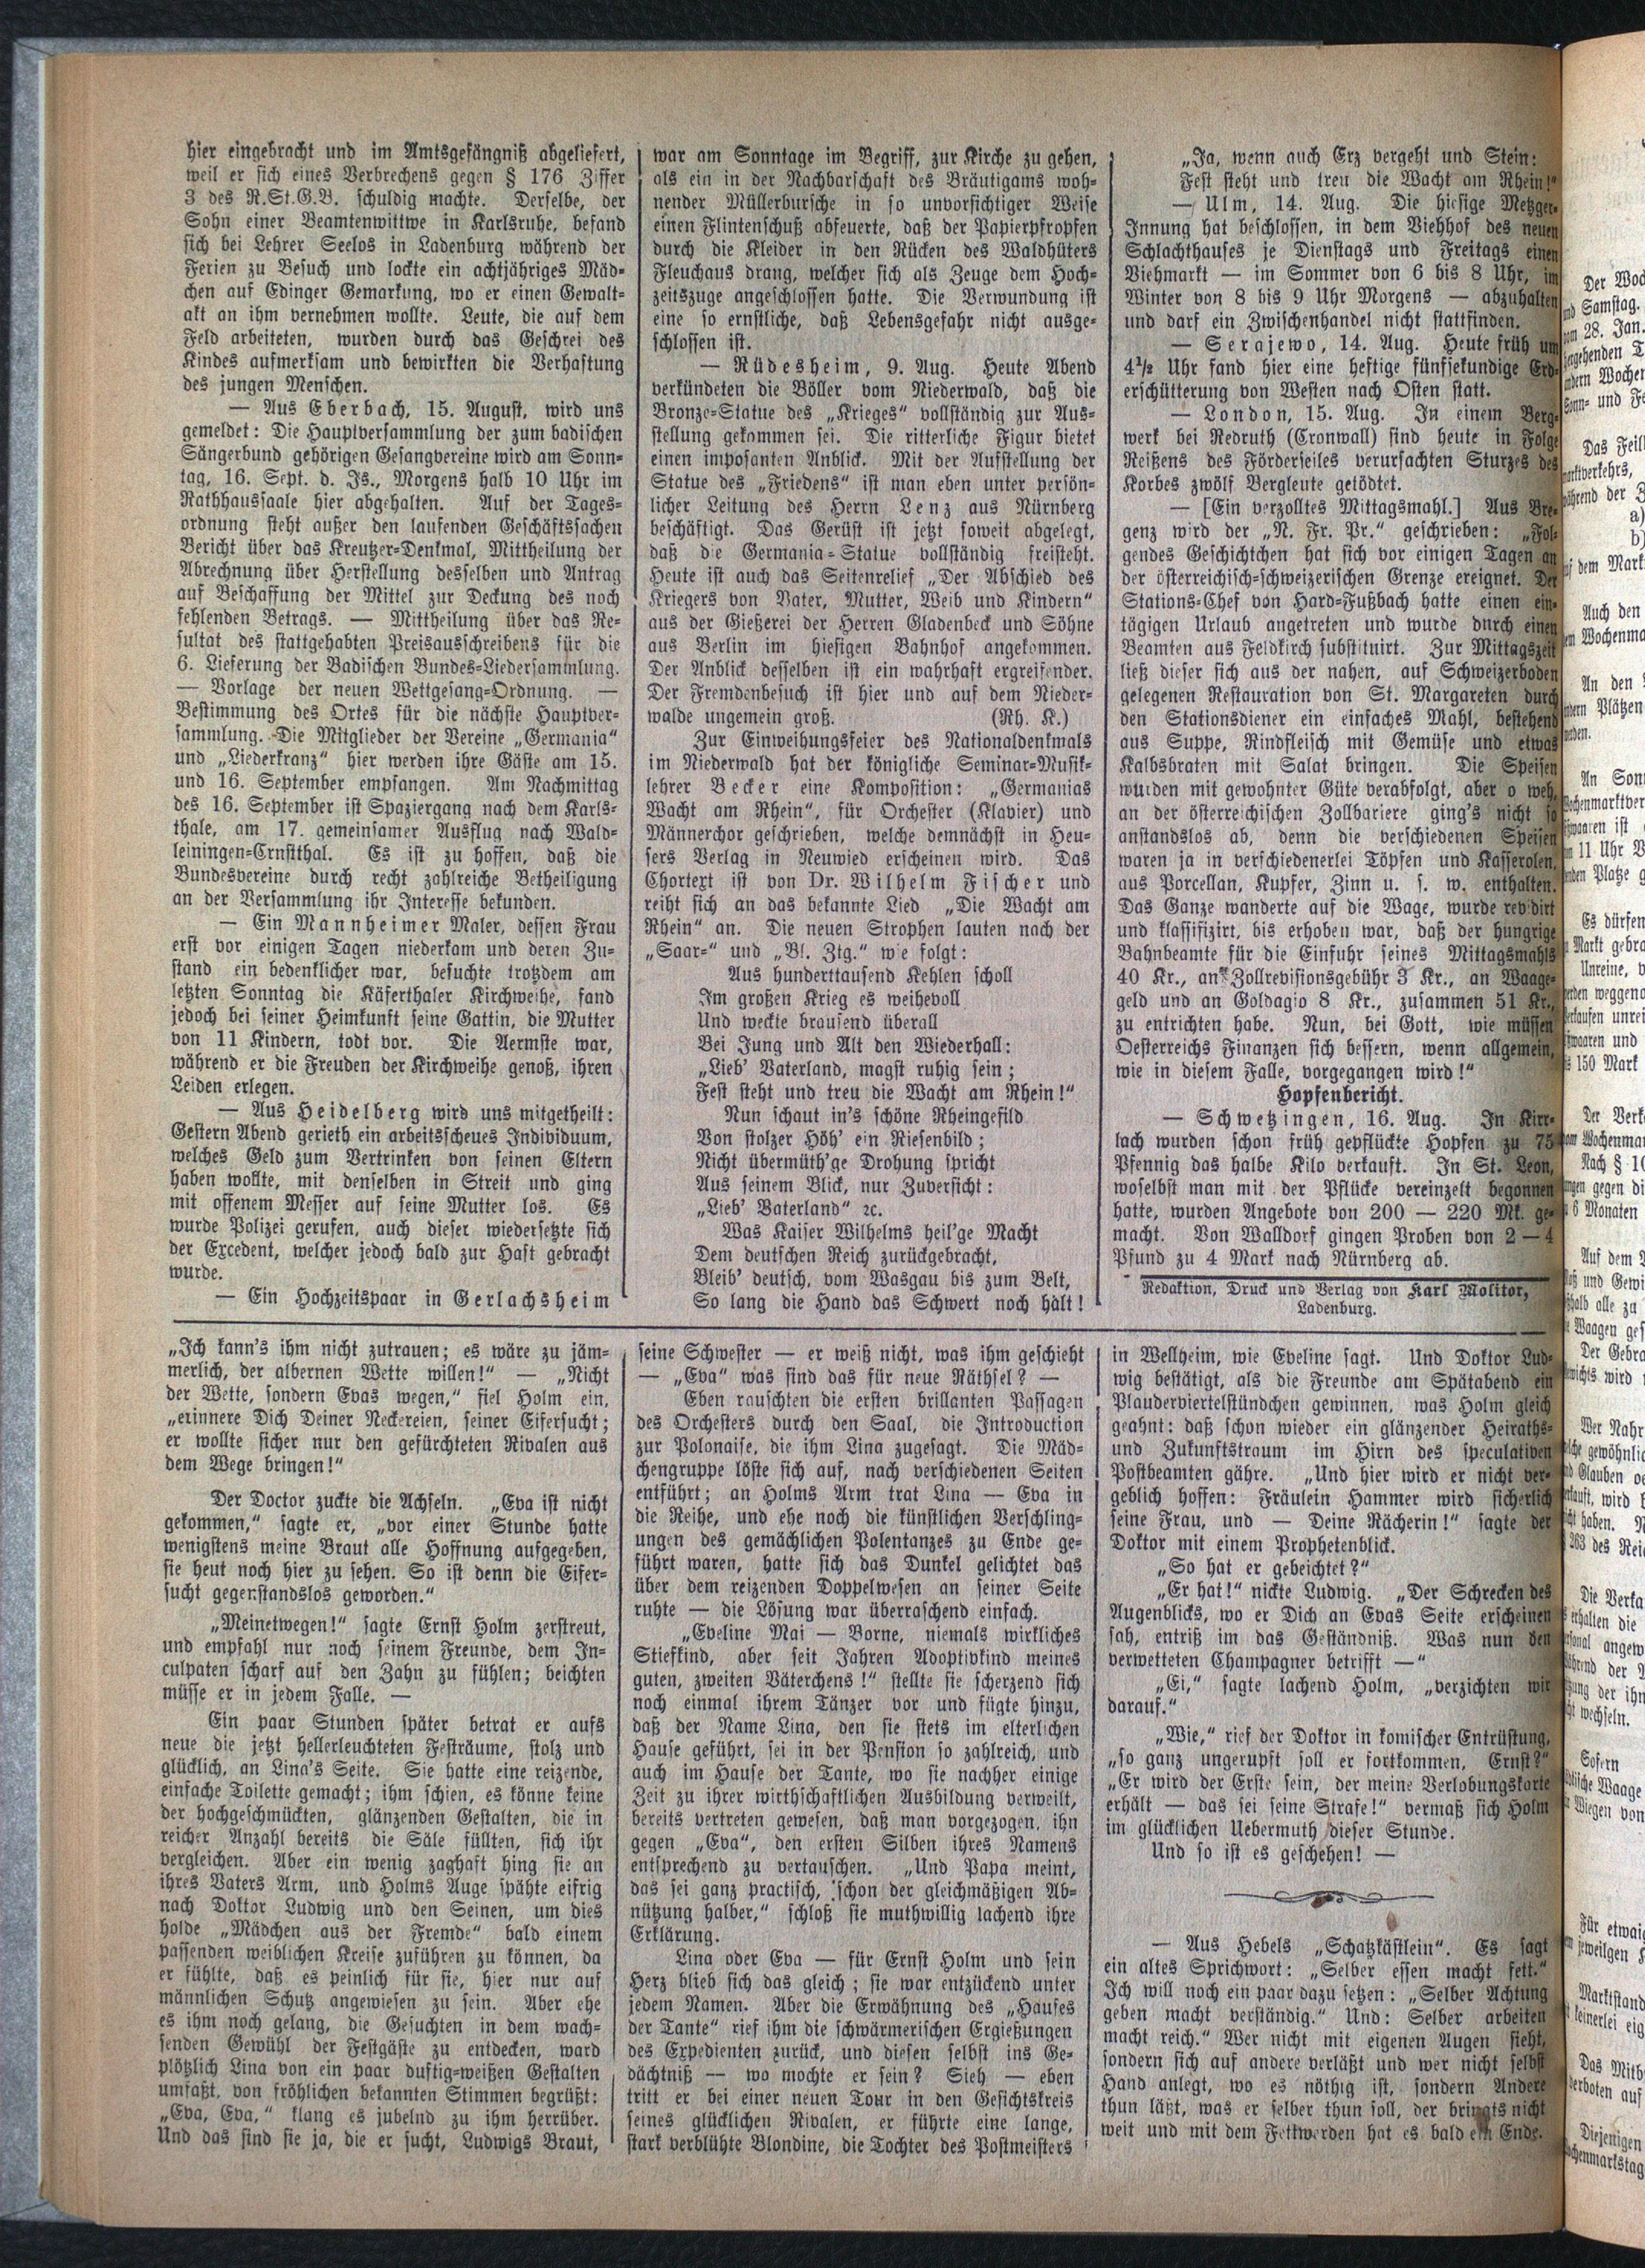 hier eingebracht und im Amtsgefängniß abgeliefert,
weil er sich eines Verbrechens gegen § 176 Ziffer
3 des R.St.G.B. schuldig machte. Derselbe, der
Sohn einer Beamtenwittwe in Karlsruhe, befand
sich bei Lehrer Seelos in Ladenburg während der
Ferien zu Besuch und lockte ein achtjähriges Mäd-
chen auf Edinger Gemarkung, wo er einen Gewalt-
akt an ihm vernehmen wollte. Leute, die auf dem
Feld arbeiteten, wurden durch das Geschrei des
Kindes aufmerksam und bewirkten die Verhaftung
des jungen Menschen.
— Aus Eberbach, 15. August, wird uns
gemeldet: Die Hauptversammlung der zum badischen
Sängerbund gehörigen Gesangvereine wird am Sonn-
tag, 16. Sept. d. Js., Morgens halb 10 Uhr im
Rathhaussaale hier abgehalten. Auf der Tages-
ordnung steht außer den laufenden Geschäftssachen
Bericht über das Kreutzer-Denkmal, Mittheilung der
Abrechnung über Herstellung desselben und Antrag
auf Beschaffung der Mittel zur Deckung des noch
fehlenden Betrags. — Mittheilung über das Re-
sultat des stattgehabten Preisausschreibens für die
6. Lieferung der Badischen Bundes-Liedersammlung.
— Vorlage der neuen Wettgesang-Ordnung. —
Bestimmung des Ortes für die nächste Hauptver-
sammlung. Die Mitglieder der Vereine „Germania“
und „Liederkranz“ hier werden ihre Gäste am 15.
und 16. September empfangen. Am Nachmittag
des 16. September ist Spaziergang nach dem Karls-
thale, am 17. gemeinsamer Ausflug nach Wald-
leiningen-Ernstthal. Es ist zu hoffen, daß die
Bundesvereine durch recht zahlreiche Betheiligung
an der Versammlung ihr Interesse bekunden.
— Ein Mannheimer Maler, dessen Frau
erst vor einigen Tagen niederkam und deren Zu-
stand ein bedenklicher war, besuchte trotzdem am
letzten Sonntag die Käferthaler Kirchweihe, fand
jedoch bei seiner Heimkunft seine Gattin, die Mutter
von 11 Kindern, todt vor. Die Aermste war,
während er die Freuden der Kirchweihe genoß, ihren
Leiden erlegen.
— Aus Heidelberg wird uns mitgetheilt:
Gestern Abend gerieth ein arbeitsscheues Individuum,
welches Geld zum Vertrinken von seinen Eltern
haben wollte, mit denselben in Streit und ging
mit offenem Messer auf seine Mutter los. Es
wurde Polizei gerufen, auch dieser wiedersetzte sich
der Excedent, welcher jedoch bald zur Haft gebracht
wurde.
— Ein Hochzeitspaar in Gerlachsheim
war am Sonntage im Begriff, zur Kirche zu gehen,
als ein in der Nachbarschaft des Bräutigams woh-
nender Müllerbursche in so unvorsichtiger Weise
einen Flintenschuß abfeuerte, daß der Papierpfropfen
durch die Kleider in den Rücken des Waldhüters
Fleuchaus drang, welcher sich als Zeuge dem Hoch-
zeitszuge angeschlossen hatte. Die Verwundung ist
eine so ernstliche, daß Lebensgefahr nicht ausge-
schlossen ist.
— Rüdesheim, 9. Aug. Heute Abend
verkündeten die Böller vom Niederwald, daß die
Bronze-Statue des „Krieges“ vollständig zur Aus-
stellung gekommen sei. Die ritterliche Figur bietet
einen imposanten Anblick. Mit der Aufstellung der
Statue des „Friedens“ ist man eben unter persön-
licher Leitung des Herrn Lenz aus Nürnberg
beschäftigt. Das Gerüst ist jetzt soweit abgelegt,
daß die Germania-Statue vollständig freisteht.
Heute ist auch das Seitenrelief „Der Abschied des
Kriegers von Vater, Mutter, Weib und Kindern“
aus der Gießerei der Herren Gladenbeck und Söhne
aus Berlin im hiesigen Bahnhof angekommen.
Der Anblick desselben ist ein wahrhaft ergreifender.
Der Fremdenbesuch ist hier und auf dem Nieder-
walde ungemein groß. (Rh. K.)
Zur Einweihungsfeier des Nationaldenkmals
im Niederwald hat der königliche Seminar-Musik-
lehrer Becker eine Komposition: „Germanias
Wacht am Rhein“, für Orchester (Klavier) und
Männerchor geschrieben, welche demnächst in Heu-
sers Verlag in Neuwied erscheinen wird. Das
Chortext ist von Dr. Wilhelm Fischer und
reiht sich an das bekannte Lied „Die Wacht am
Rhein“ an. Die neuen Strophen lauten nach der
„Saar-“ und „Bl. Ztg.“ wie folgt:
Aus hunderttausend Kehlen scholl
Im großen Krieg es weihevoll
Und weckte brausend überall
Bei Jung und Alt den Wiederhall:
„Lieb' Vaterland, magst ruhig sein;
Fest steht und treu die Wacht am Rhein!“
Nun schaut in's schöne Rheingefild
Von stolzer Höh' ein Riesenbild;
Nicht übermüth'ge Drohung spricht
Aus seinem Blick, nur Zuversicht:
„Lieb' Vaterland“ ꝛc.
Was Kaiser Wilhelms heil'ge Macht
Dem deutschen Reich zurückgebracht,
Bleib' deutsch, vom Wasgau bis zum Belt,
So lang die Hand das Schwert noch hält!
„Ja, wenn auch Erz vergeht und Stein:
Fest steht und treu die Wacht am Rhein!“
— Ulm, 14. Aug. Die hiesige Metzger-
Innung hat beschlossen, in dem Viehhof des neuen
Schlachthauses je Dienstags und Freitags einen
Viehmarkt — im Sommer von 6 bis 8 Uhr, im
Winter von 8 bis 9 Uhr Morgens — abzuhalten
und darf ein Zwischenhandel nicht stattfinden.
— Serajewo, 14. Aug. Heute früh um
4½ Uhr fand hier eine heftige fünfsekundige Erd-
erschütterung von Westen nach Osten statt.
— London, 15. Aug. In einem Berg-
werk bei Redruth (Cronwall) sind heute in Folge
Reißens des Förderseiles verursachten Sturzes des
Korbes zwölf Bergleute getödtet.
— [Ein verzolltes Mittagsmahl.] Aus Bre-
genz wird der „N. Fr. Pr.“ geschrieben: „Fol-
gendes Geschichtchen hat sich vor einigen Tagen an
der österreichisch-schweizerischen Grenze ereignet. Der
Stations-Chef von Hard-Fußbach hatte einen ein-
tägigen Urlaub angetreten und wurde durch einen
Beamten aus Feldkirch substituirt. Zur Mittagszeit
ließ dieser sich aus der nahen, auf Schweizerboden
gelegenen Restauration von St. Margareten durch
den Stationsdiener ein einfaches Mahl, bestehend
aus Suppe, Rindfleisch mit Gemüse und etwas
Kalbsbraten mit Salat bringen. Die Speisen
wurden mit gewohnter Güte verabfolgt, aber o weh,
an der österreichischen Zollbariere ging's nicht so
anstandslos ab, denn die verschiedenen Speisen
waren ja in verschiedenerlei Töpfen und Kasserolen,
aus Porcellan, Kupfer, Zinn u. s. w. enthalten.
Das Ganze wanderte auf die Wage, wurde revidirt
und klassifizirt, bis erhoben war, daß der hungrige
Bahnbeamte für die Einfuhr seines Mittagsmahls
40 Kr., an Zollrevisionsgebühr 3 Kr., an Waage-
geld und an Goldagio 8 Kr., zusammen 51 Kr.,
zu entrichten habe. Nun, bei Gott, wie müssen
Oesterreichs Finanzen sich bessern, wenn allgemein,
wie in diesem Falle, vorgegangen wird!“
Hopfenbericht.
— Schwetzingen, 16. Aug. In Kirr-
lach wurden schon früh gepflückte Hopfen zu 75
Pfennig das halbe Kilo verkauft. In St. Leon,
woselbst man mit der Pflücke vereinzelt begonnen
hatte, wurden Angebote von 200 — 220 Mk. ge-
macht. Von Walldorf gingen Proben von 2 — 4
Pfund zu 4 Mark nach Nürnberg ab.
Redaktion, Druck und Verlag von Karl Molitor,
Ladenburg.
„Ich kann's ihm nicht zutrauen; es wäre zu jäm-
merlich, der albernen Wette willen!“ — „Nicht
der Wette, sondern Evas wegen,“ fiel Holm ein,
„erinnere Dich Deiner Neckereien, seiner Eifersucht;
er wollte sicher nur den gefürchteten Rivalen aus
dem Wege bringen!“
Der Doctor zuckte die Achseln. „Eva ist nicht
gekommen,“ sagte er, „vor einer Stunde hatte
wenigstens meine Braut alle Hoffnung aufgegeben,
sie heut noch hier zu sehen. So ist denn die Eifer-
sucht gegenstandslos geworden.“
„Meinetwegen!“ sagte Ernst Holm zerstreut,
und empfahl nur noch seinem Freunde, dem In-
culpaten scharf auf den Zahn zu fühlen; beichten
müsse er in jedem Falle. —
Ein paar Stunden später betrat er aufs
neue die jetzt hellerleuchteten Festräume, stolz und
glücklich, an Lina's Seite. Sie hatte eine reizende,
einfache Toilette gemacht; ihm schien, es könne keine
der hochgeschmückten, glänzenden Gestalten, die in
reicher Anzahl bereits die Säle füllten, sich ihr
vergleichen. Aber ein wenig zaghaft hing sie an
ihres Vaters Arm, und Holms Auge spähte eifrig
nach Doktor Ludwig und den Seinen, um dies
holde „Mädchen aus der Fremde“ bald einem
passenden weiblichen Kreise zuführen zu können, da
er fühlte, daß es peinlich für sie, hier nur auf
männlichen Schutz angewiesen zu sein. Aber ehe
es ihm noch gelang, die Gesuchten in dem wach-
senden Gewühl der Festgäste zu entdecken, ward
plötzlich Lina von ein paar duftig-weißen Gestalten
umfaßt, von fröhlichen bekannten Stimmen begrüßt:
„Eva, Eva,“ klang es jubelnd zu ihm herrüber.
Und das sind sie ja, die er sucht, Ludwigs Braut,
seine Schwester — er weiß nicht, was ihm geschieht
— „Eva“ was sind das für neue Räthsel? —
Eben rauschten die ersten brillanten Passagen
des Orchesters durch den Saal, die Introduction
zur Polonaise, die ihm Lina zugesagt. Die Mäd-
chengruppe löste sich auf, nach verschiedenen Seiten
entführt; an Holms Arm trat Lina — Eva in
die Reihe, und ehe noch die künstlichen Verschling-
ungen des gemächlichen Polentanzes zu Ende ge-
führt waren, hatte sich das Dunkel gelichtet das
über dem reizenden Doppelwesen an seiner Seite
ruhte — die Lösung war überraschend einfach.
„Eveline Mai — Borne, niemals wirkliches
Stiefkind, aber seit Jahren Adoptivkind meines
guten, zweiten Väterchens!“ stellte sie scherzend sich
noch einmal ihrem Tänzer vor und fügte hinzu,
daß der Name Lina, den sie stets im elterlichen
Hause geführt, sei in der Pension so zahlreich, und
auch im Hause der Tante, wo sie nachher einige
Zeit zu ihrer wirthschaftlichen Ausbildung verweilt,
bereits vertreten gewesen, daß man vorgezogen, ihn
gegen „Eva“, den ersten Silben ihres Namens
entsprechend zu vertauschen. „Und Papa meint,
das sei ganz practisch, schon der gleichmäßigen Ab-
nützung halber,“ schloß sie muthwillig lachend ihre
Erklärung.
Lina oder Eva — für Ernst Holm und sein
Herz blieb sich das gleich; sie war entzückend unter
jedem Namen. Aber die Erwähnung des „Hauses
der Tante“ rief ihm die schwärmerischen Ergießungen
des Expedienten zurück, und diesen selbst ins Ge-
dächtniß — wo mochte er sein? Sieh — eben
tritt er bei einer neuen Tour in den Gesichtskreis
seines glücklichen Rivalen, er führte eine lange,
stark verblühte Blondine, die Tochter des Postmeisters
in Wellheim, wie Eveline sagt. Und Doktor Lud-
wig bestätigt, als die Freunde am Spätabend ein
Plauderviertelstündchen gewinnen, was Holm gleich
geahnt: daß schon wieder ein glänzender Heiraths-
und Zukunftstraum im Hirn des speculativen
Postbeamten gähre. „Und hier wird er nicht ver-
geblich hoffen: Fräulein Hammer wird sicherlich
seine Frau, und — Deine Rächerin!“ sagte der
Doktor mit einem Prophetenblick.
„So hat er gebeichtet?“
„Er hat!“ nickte Ludwig. „Der Schrecken des
Augenblicks, wo er Dich an Evas Seite erscheinen
sah, entriß im das Geständniß. Was nun den
verwetteten Champagner betrifft —“
„Ei,“ sagte lachend Holm, „verzichten wir
darauf.“
„Wie,“ rief der Doktor in komischer Entrüstung,
„so ganz ungerupft soll er fortkommen, Ernst?“
„Er wird der Erste sein, der meine Verlobungskarte
erhält — das sei seine Strafe!“ vermaß sich Holm
im glücklichen Uebermuth dieser Stunde.
Und so ist es geschehen! —
— Aus Hebels „Schatzkästlein“. Es sagt
ein altes Sprichwort: „Selber essen macht fett.“
Ich will noch ein paar dazu setzen: „Selber Achtung
geben macht verständig.“ Und: Selber arbeiten
macht reich.“ Wer nicht mit eigenen Augen sieht,
sondern sich auf andere verläßt und wer nicht selbst
Hand anlegt, wo es nöthig ist, sondern Andere
thun läßt, was er selber thun soll, der bringts nicht
weit und mit dem Fettwerden hat es bald ein Ende.